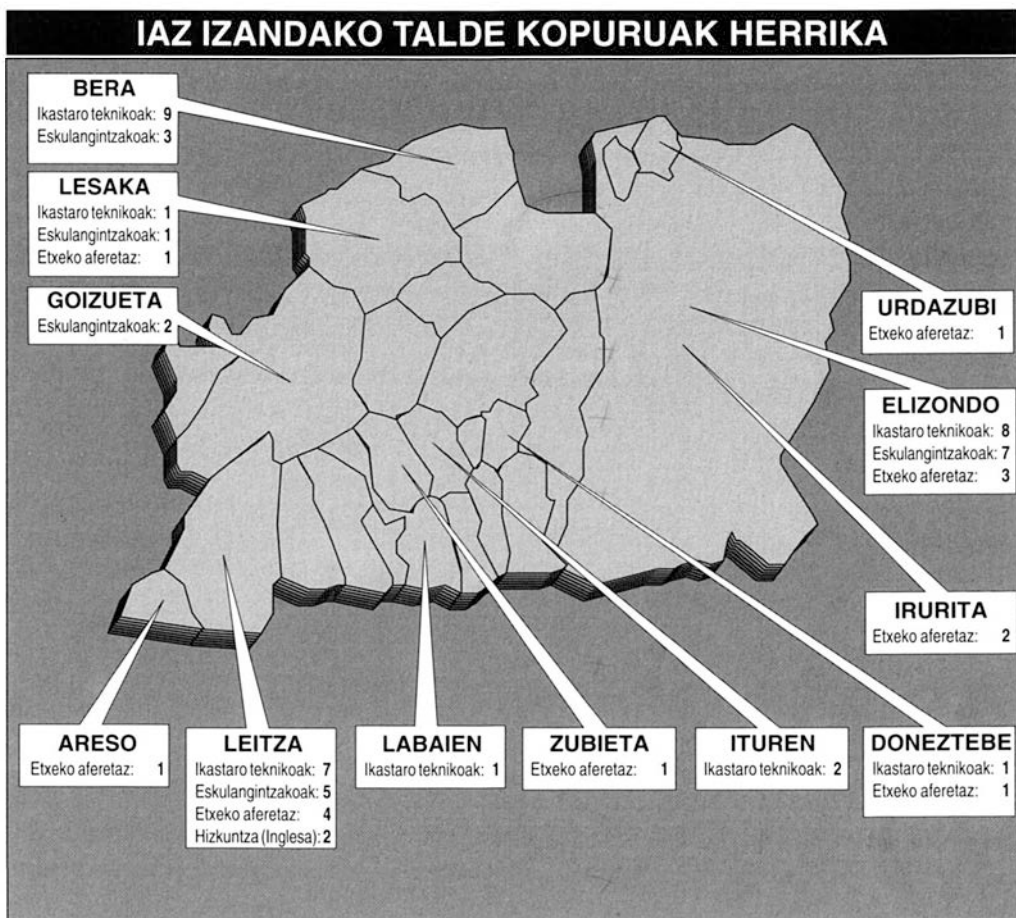 IAZ IZANDAKO TALDE KOPURUAK HERRIKA
BERA
Ikastaro teknikoak: 9
Eskulangintzakoak: 3
LESAKA
Ikastaro teknikoak: 1
Eskulangintzakoak: 1
Etxeko aferetaz: 1
GOIZUETA
Eskulangintzakoak: 2
URDAZUBI
Etxeko aferetaz: 1
ELIZONDO
Ikastaro teknikoak: 8
Eskulangintzakoak: 7
Etxeko aferetaz: 3
IRURITA
Etxeko aferetaz: 2
ARESO
Etxeko aferetaz: 1
LEITZA
Ikastaro teknikoak: 7
Eskulangintzakoak: 5
Etxeko aferetaz: 4
Hizkuntza (Inglesa): 2
LABAIEN
Ikastaro teknikoak: 1
ZUBIETA
Etxeko aferetaz: 1
ITUREN
Ikastaro teknikoak: 2
DONEZTEBE
Ikastaro teknikoak: 1
Etxeko aferetaz: 1